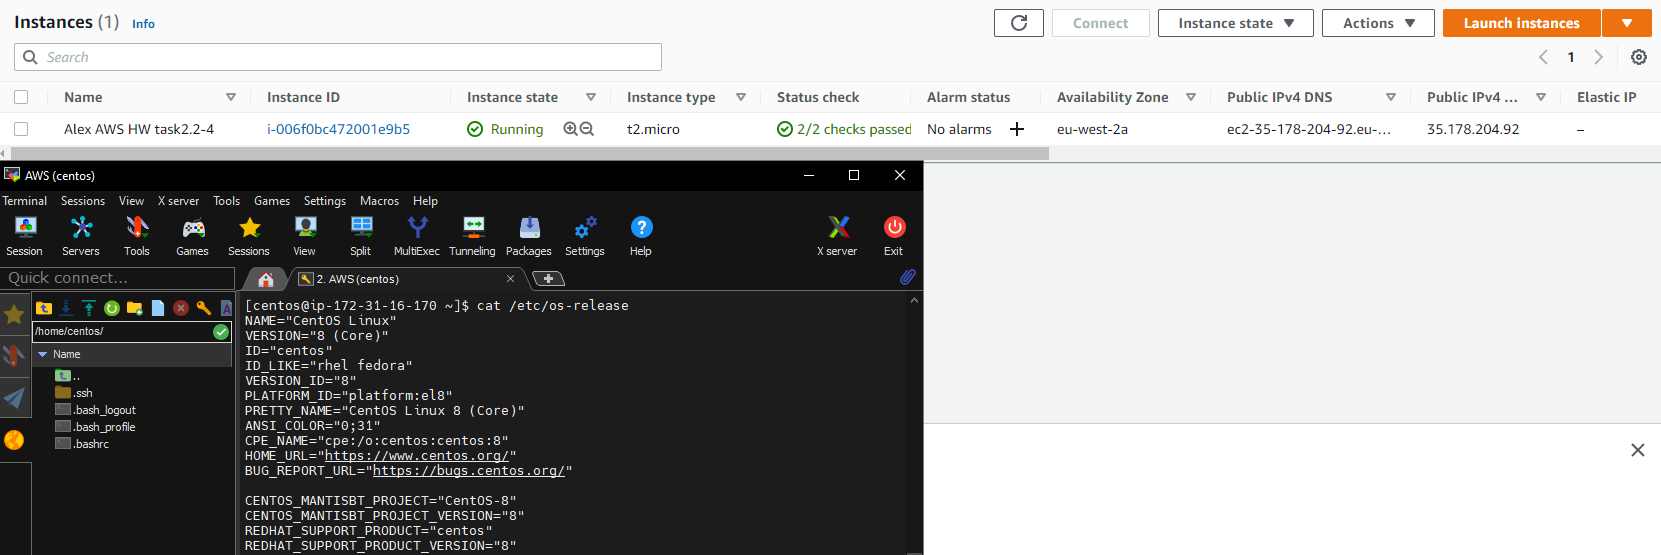 Instances (1) Info
Connect
Instance state
Actions
Launch instances
Search
1
Name Instance ID Instance state Instance type Status check Alarm status Availability Zone Public IPv4 DNS Public IPv4 ... Elastic IP
Alex AWS HW task2.2-4 i-006f0bc472001e9b5 Running t2.micro 2/2 checks passed No alarms + eu-west-2a ec2-35-178-204-92.eu-... 35.178.204.92 –
AWS (centos)
Terminal Sessions View X server Tools Games Settings Macros Help
Session Servers Tools Games Sessions View Split MultiExec Tunneling Packages Settings Help X server Exit
Quick connect...
2. AWS (centos)
/home/centos/
Name
..
.ssh
.bash_logout
.bash_profile
.bashrc
[centos@ip-172-31-16-170 ~]$ cat /etc/os-release
NAME="CentOS Linux"
VERSION="8 (Core)"
ID="centos"
ID_LIKE="rhel fedora"
VERSION_ID="8"
PLATFORM_ID="platform:el8"
PRETTY_NAME="CentOS Linux 8 (Core)"
ANSI_COLOR="0;31"
CPE_NAME="cpe:/o:centos:centos:8"
HOME_URL="https://www.centos.org/"
BUG_REPORT_URL="https://bugs.centos.org/"
CENTOS_MANTISBT_PROJECT="CentOS-8"
CENTOS_MANTISBT_PROJECT_VERSION="8"
REDHAT_SUPPORT_PRODUCT="centos"
REDHAT_SUPPORT_PRODUCT_VERSION="8"